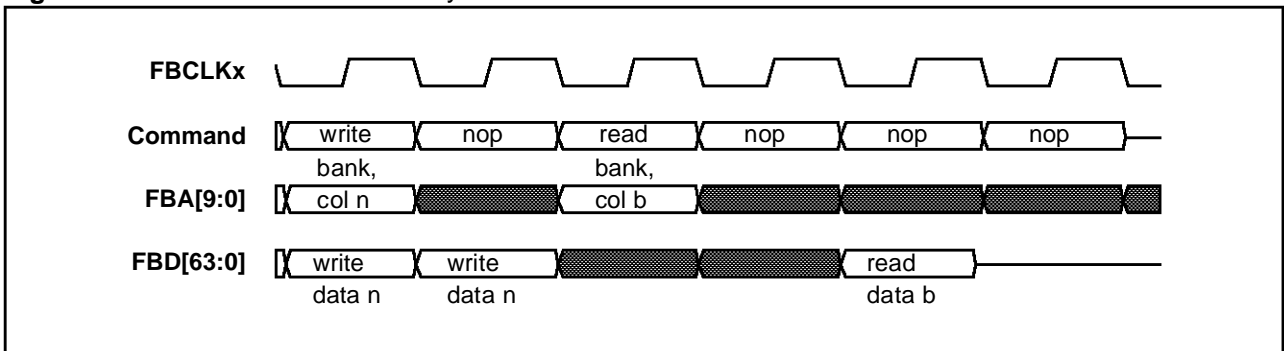 FBCLKx
Command write nop read nop nop nop
bank, bank,
FBA[9:0] col n col b
FBD[63:0] write write read
data n data n data b